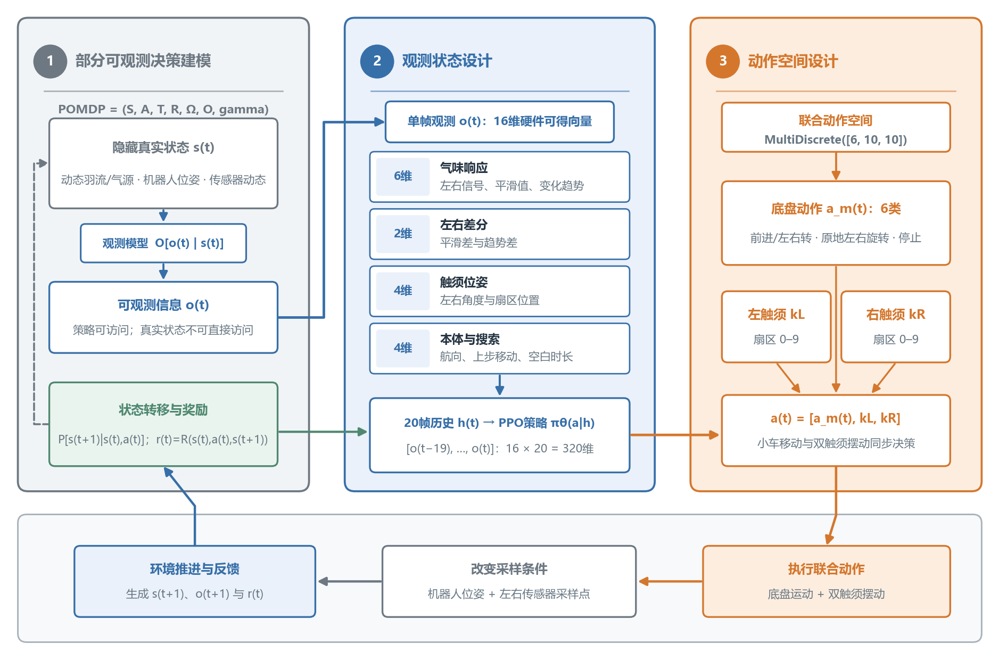 1
部分可观测决策建模
POMDP = (S, A, T, R, Ω, O, gamma)
隐藏真实状态 s(t)
动态羽流/气源 · 机器人位姿 · 传感器动态
观测模型  O[o(t) | s(t)]
可观测信息 o(t)
策略可访问；真实状态不可直接访问
状态转移与奖励
P[s(t+1)|s(t),a(t)]；r(t)=R(s(t),a(t),s(t+1))
2
观测状态设计
单帧观测 o(t)：16维硬件可得向量
6维
气味响应
左右信号、平滑值、变化趋势
2维
左右差分
平滑差与趋势差
4维
触须位姿
左右角度与扇区位置
4维
本体与搜索
航向、上步移动、空白时长
20帧历史 h(t) → PPO策略 πθ(a|h)
[o(t−19), ..., o(t)]：16 × 20 = 320维
3
动作空间设计
联合动作空间
MultiDiscrete([6, 10, 10])
底盘动作 a_m(t)：6类
前进/左右转 · 原地左右旋转 · 停止
左触须 kL
扇区 0–9
右触须 kR
扇区 0–9
a(t) = [a_m(t), kL, kR]
小车移动与双触须摆动同步决策
环境推进与反馈
生成 s(t+1)、o(t+1) 与 r(t)
改变采样条件
机器人位姿 + 左右传感器采样点
执行联合动作
底盘运动 + 双触须摆动